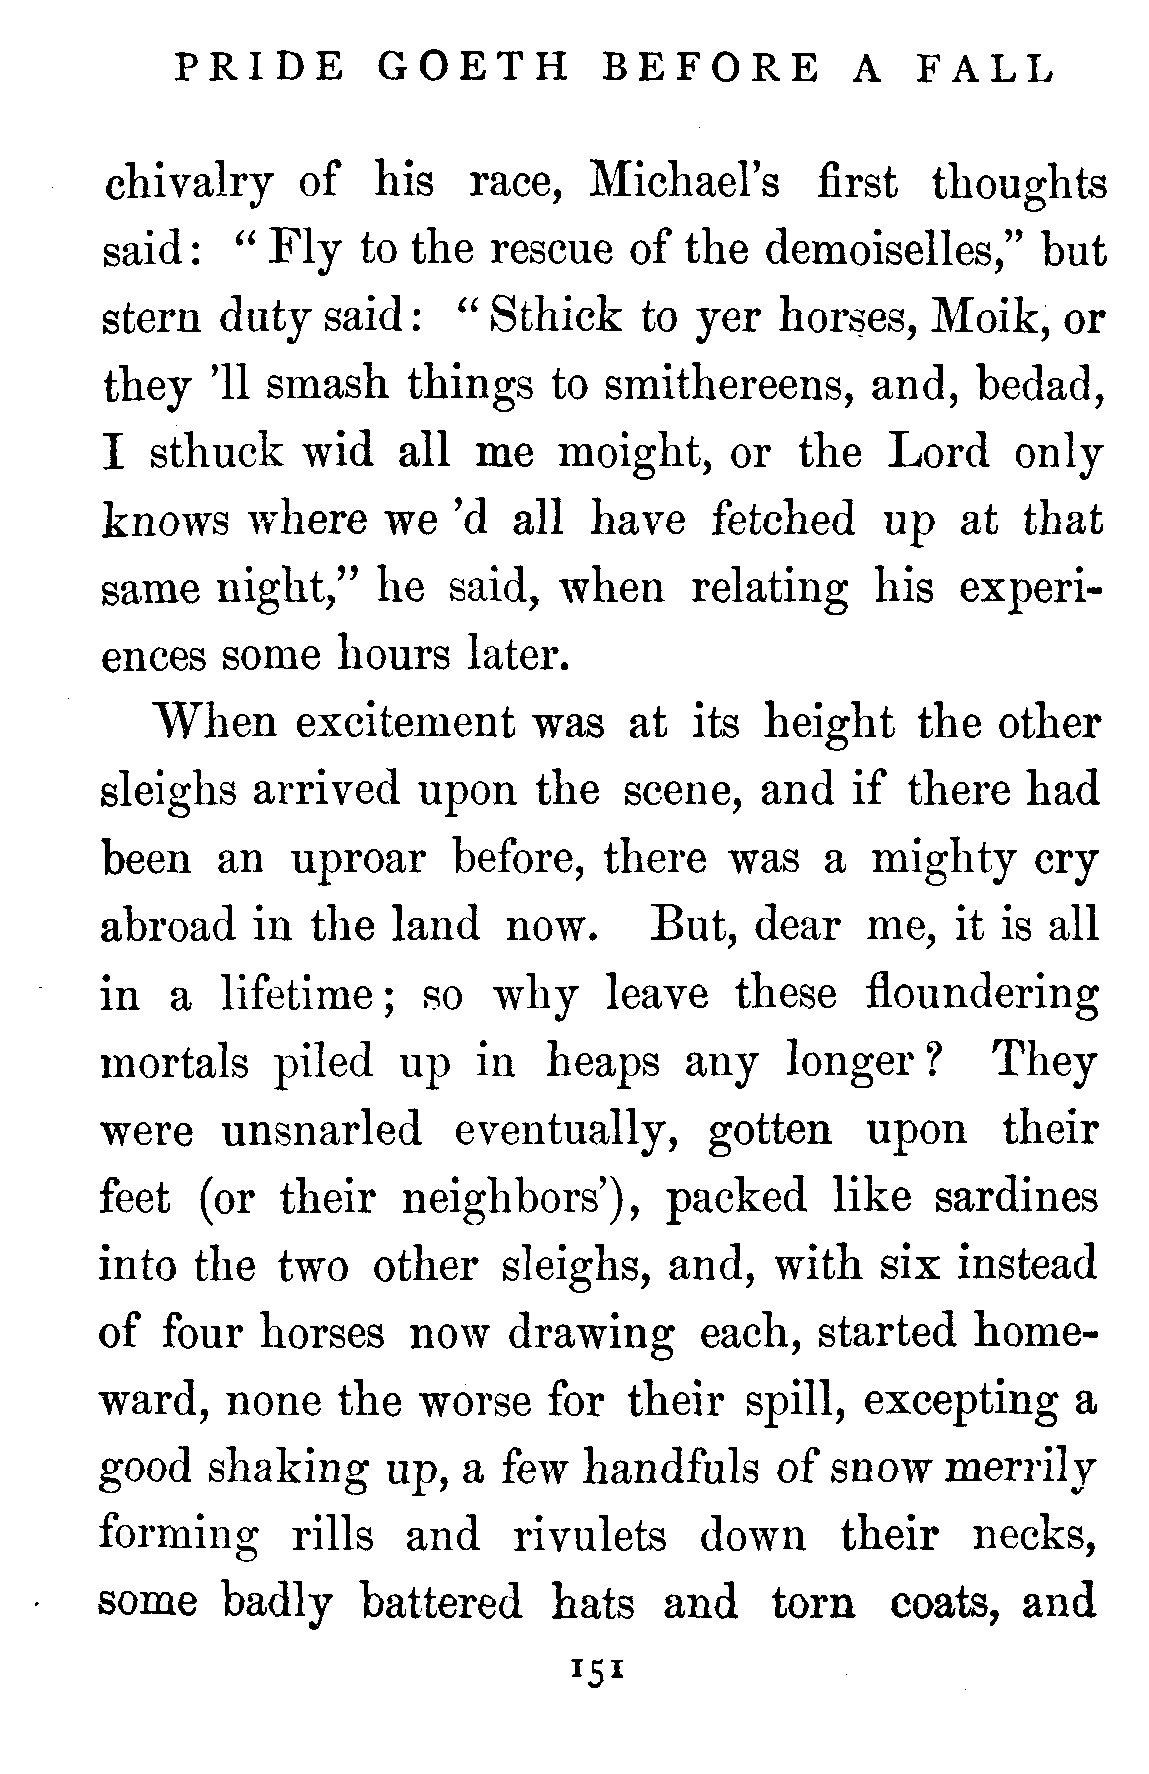 PRIDE GOETH BEFORE A FALL
chivalry of his race, Michael's first thoughts
said: "Fly to the rescue of the demoiselles," but
stern duty said: "Sthick to yer horses, Moik, or
they 'll smash things to smithereens, and, bedad,
I sthuck wid all me moight, or the Lord only
knows where we 'd all have fetched up at that
same night," he said, when relating his experi-
ences some hours later.
When excitement was at its height the other
sleighs arrived upon the scene, and if there had
been an uproar before, there was a mighty cry
abroad in the land now. But, dear me, it is all
in a lifetime; so why leave these floundering
mortals piled up in heaps any longer? They
were unsnarled eventually, gotten upon their
feet (or their neighbors'), packed like sardines
into the two other sleighs, and, with six instead
of four horses now drawing each, started home-
ward, none the worse for their spill, excepting a
good shaking up, a few handfuls of snow merrily
forming rills and rivulets down their necks,
some badly battered hats and torn coats, and
151